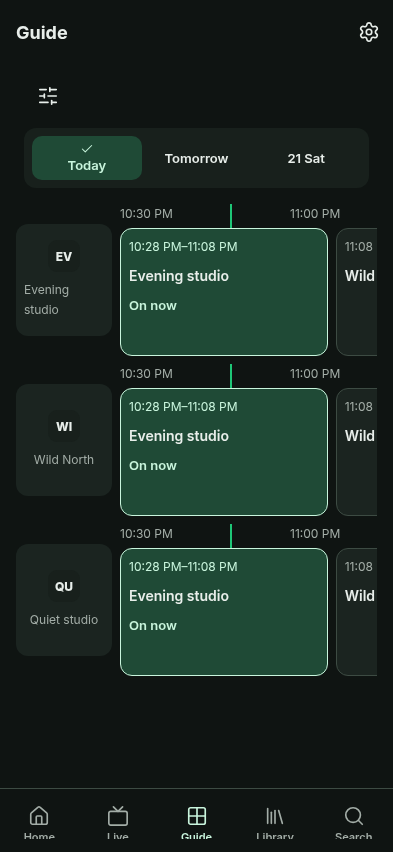 Guide
Today
Tomorrow
21 Sat
10:30 PM
11:00 PM
EV
Evening
studio
10:28 PM–11:08 PM
Evening studio
On now
11:08
Wild
10:30 PM
11:00 PM
WI
Wild North
10:28 PM–11:08 PM
Evening studio
On now
11:08
Wild
10:30 PM
11:00 PM
QU
Quiet studio
10:28 PM–11:08 PM
Evening studio
On now
11:08
Wild
Home
Live
Guide
Library
Search